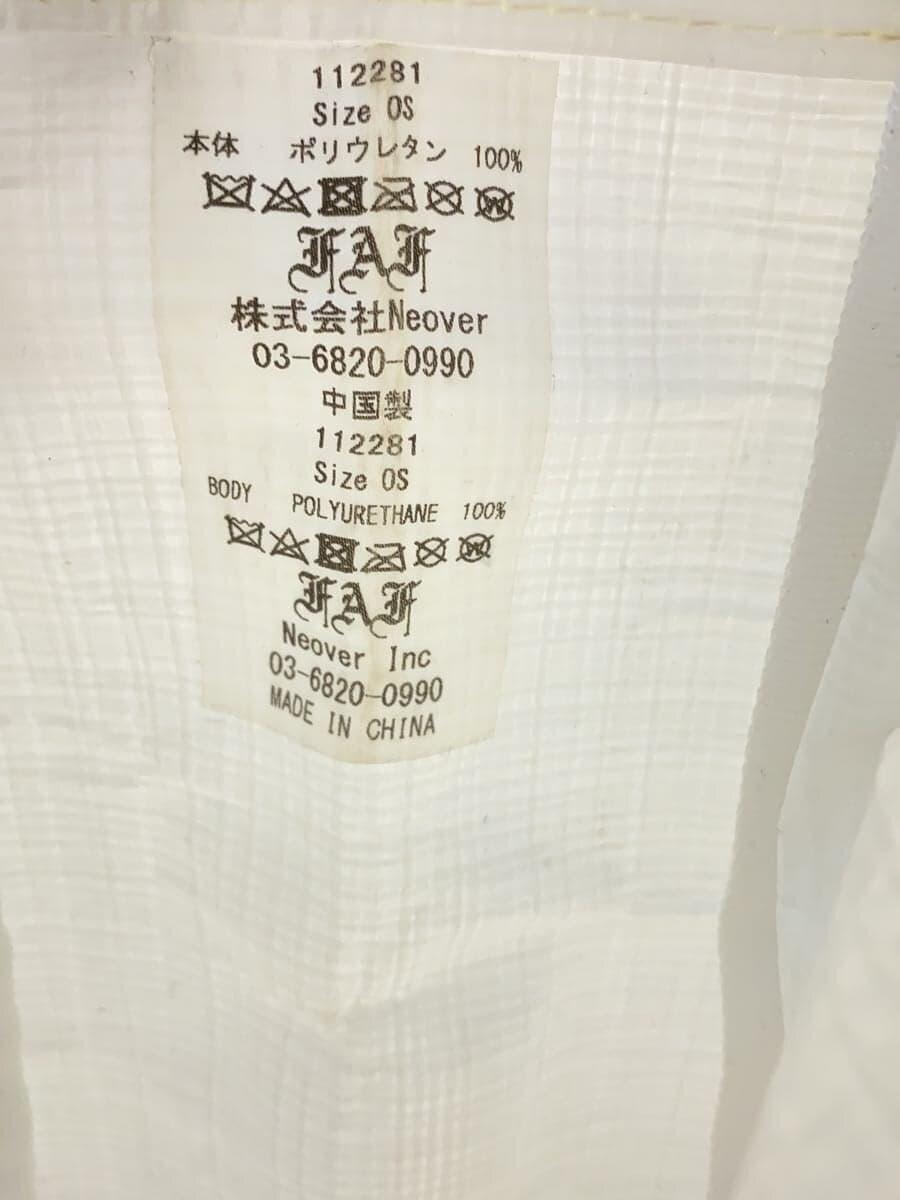 112281
Size OS
本体 ポリウレタン 100%
FAF
株式会社Neover
03-6820-0990
中国製
112281
Size OS
BODY POLYURETHANE 100%
FAF
Neover Inc
03-6820-0990
MADE IN CHINA